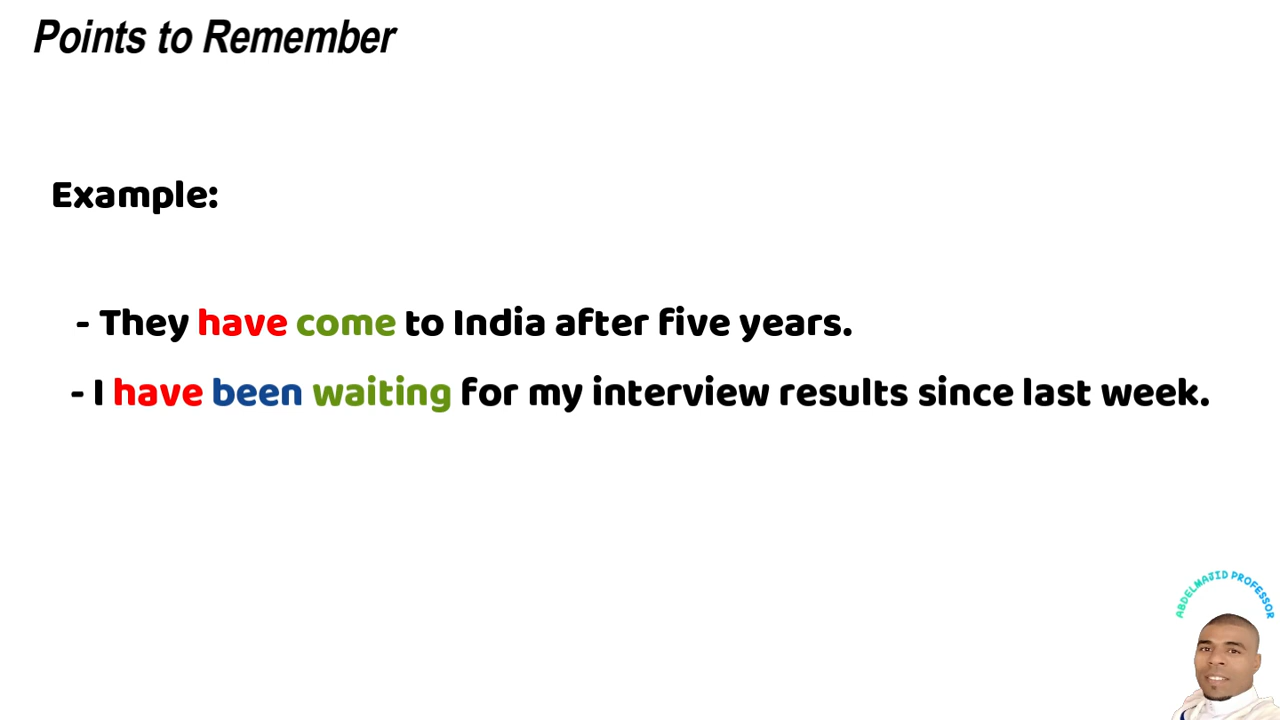 Points to Remember
Example:
- They have come to India after five years.
- I have been waiting for my interview results since last week.
ABDELMAJID PROFESSOR